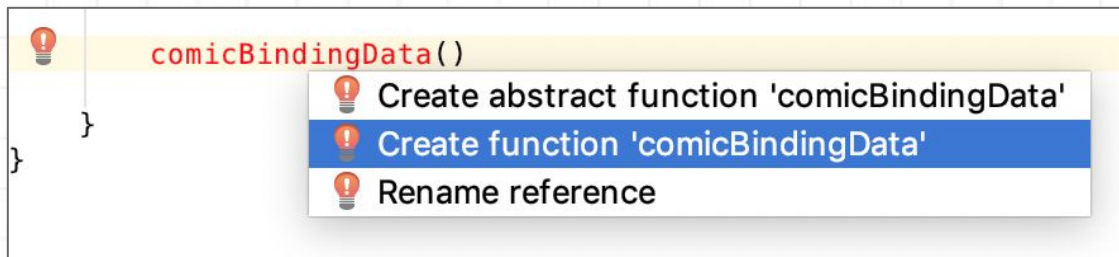 comicBindingData()
Create abstract function 'comicBindingData'
}
Create function 'comicBindingData'
}
Rename reference